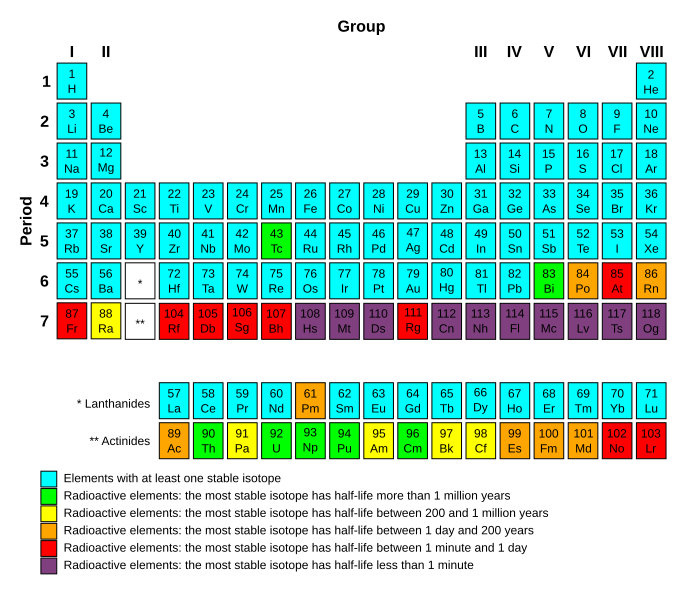 Group
I II III IV V VI VII VIII
Period
1
1 2
H He
2
3 4 5 6 7 8 9 10
Li Be B C N O F Ne
3
11 12 13 14 15 16 17 18
Na Mg Al Si P S Cl Ar
4
19 20 21 22 23 24 25 26 27 28 29 30 31 32 33 34 35 36
K Ca Sc Ti V Cr Mn Fe Co Ni Cu Zn Ga Ge As Se Br Kr
5
37 38 39 40 41 42 43 44 45 46 47 48 49 50 51 52 53 54
Rb Sr Y Zr Nb Mo Tc Ru Rh Pd Ag Cd In Sn Sb Te I Xe
6
55 56 * 72 73 74 75 76 77 78 79 80 81 82 83 84 85 86
Cs Ba Hf Ta W Re Os Ir Pt Au Hg Tl Pb Bi Po At Rn
7
87 88 ** 104 105 106 107 108 109 110 111 112 113 114 115 116 117 118
Fr Ra Rf Db Sg Bh Hs Mt Ds Rg Cn Nh Fl Mc Lv Ts Og
* Lanthanides
57 58 59 60 61 62 63 64 65 66 67 68 69 70 71
La Ce Pr Nd Pm Sm Eu Gd Tb Dy Ho Er Tm Yb Lu
** Actinides
89 90 91 92 93 94 95 96 97 98 99 100 101 102 103
Ac Th Pa U Np Pu Am Cm Bk Cf Es Fm Md No Lr
Elements with at least one stable isotope
Radioactive elements: the most stable isotope has half-life more than 1 million years
Radioactive elements: the most stable isotope has half-life between 200 and 1 million years
Radioactive elements: the most stable isotope has half-life between 1 day and 200 years
Radioactive elements: the most stable isotope has half-life between 1 minute and 1 day
Radioactive elements: the most stable isotope has half-life less than 1 minute